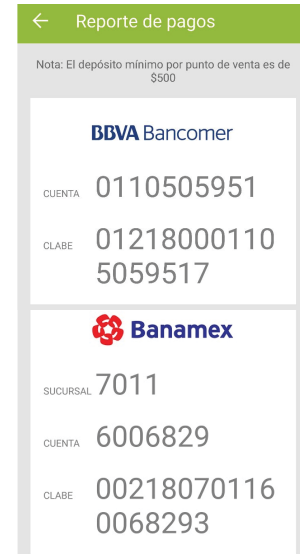 Reporte de pagos
Nota: El depósito mínimo por punto de venta es de
$500
BBVA Bancomer
CUENTA 0110505951
CLABE 01218000110
5059517
Banamex
SUCURSAL 7011
CUENTA 6006829
CLABE 00218070116
0068293